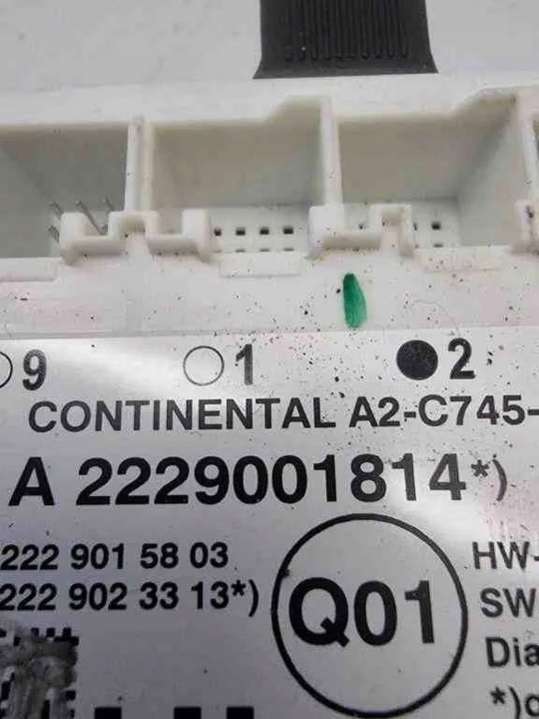 9 1 2
CONTINENTAL A2-C745-
A 2229001814*)
222 901 58 03
222 902 33 13*)
Q01
HW-
SW
Dia
*)